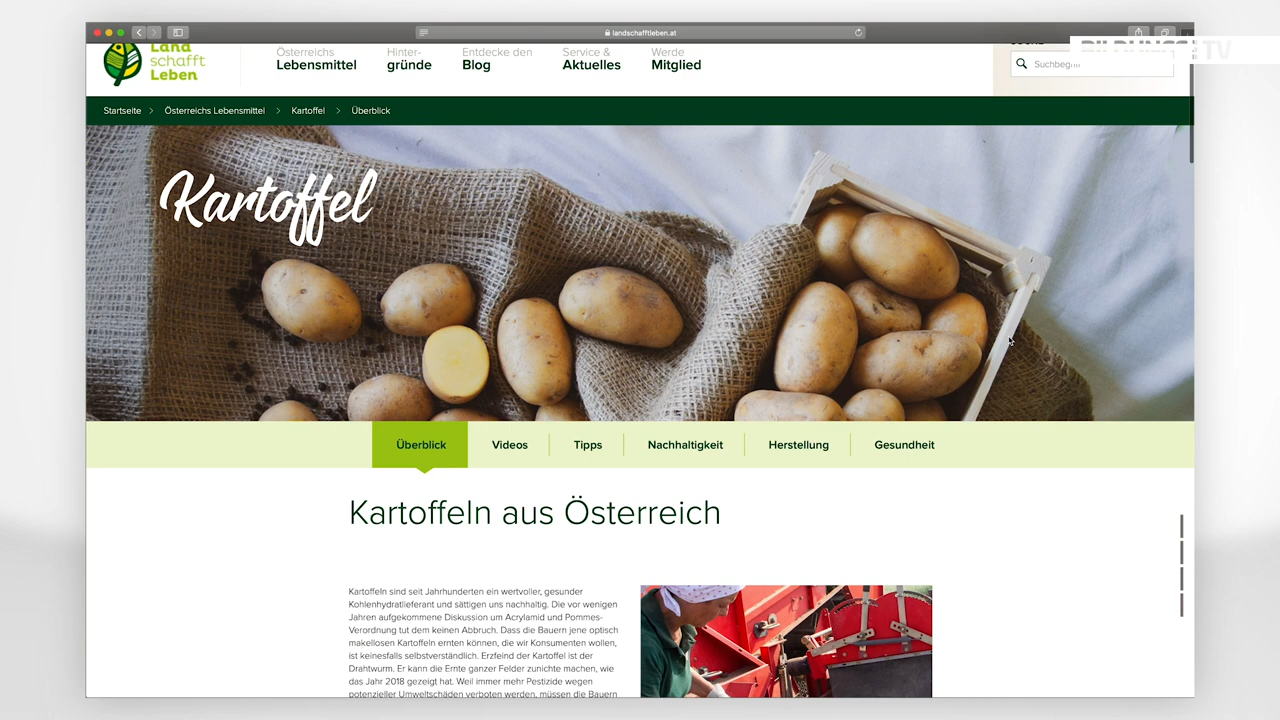 landschafftleben.at
BILDUNGSTV
Land
schafft
Leben
Österreichs
Lebensmittel
Hinter-
gründe
Entdecke den
Blog
Service &
Aktuelles
Werde
Mitglied
Startseite > Österreichs Lebensmittel > Kartoffel > Überblick
Kartoffel
Überblick
Videos
Tipps
Nachhaltigkeit
Herstellung
Gesundheit
Kartoffeln aus Österreich
Kartoffeln sind seit Jahrhunderten ein wertvoller, gesunder
Kohlenhydratlieferant und sättigen uns nachhaltig. Die vor wenigen
Jahren aufgekommene Diskussion um Acrylamid und Pommes-
Verordnung tut dem keinen Abbruch. Dass die Bauern jene optisch
makellosen Kartoffeln ernten können, die wir Konsumenten wollen,
ist keinesfalls selbstverständlich. Erzfeind der Kartoffel ist der
Drahtwurm. Er kann die Ernte ganzer Felder zunichte machen, wie
das Jahr 2018 gezeigt hat. Weil immer mehr Pestizide wegen
potenzieller Umweltschäden verboten werden, müssen die Bauern